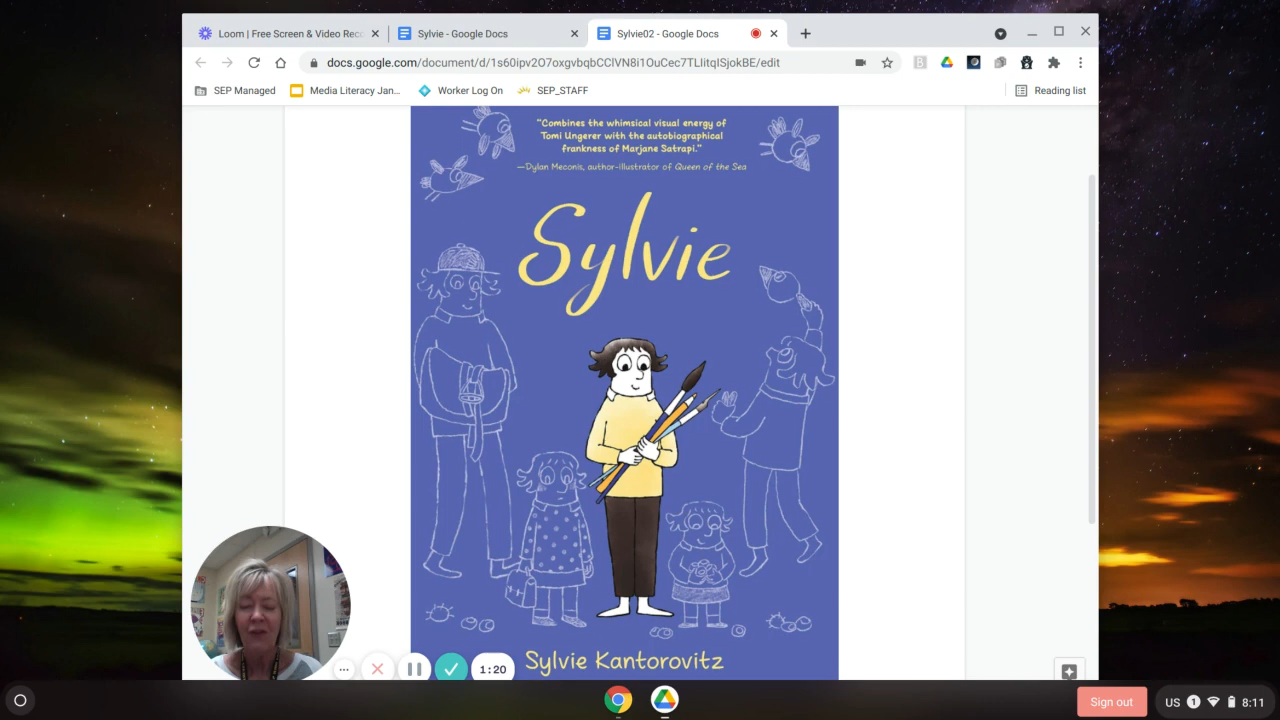 Loom | Free Screen & Video Rec
Sylvie - Google Docs
Sylvie02 - Google Docs
docs.google.com/document/d/1s60ipv2O7oxgvbqbCClVN8i1OuCec7TLlitqISjokBE/edit
SEP Managed
Media Literacy Jan...
Worker Log On
SEP_STAFF
Reading list
"Combines the whimsical visual energy of
Tomi Ungerer with the autobiographical
frankness of Marjane Satrapi."
—Dylan Meconis, author-illustrator of Queen of the Sea
Sylvie
1:20
Sylvie Kantorovitz
Sign out
US
1
8:11